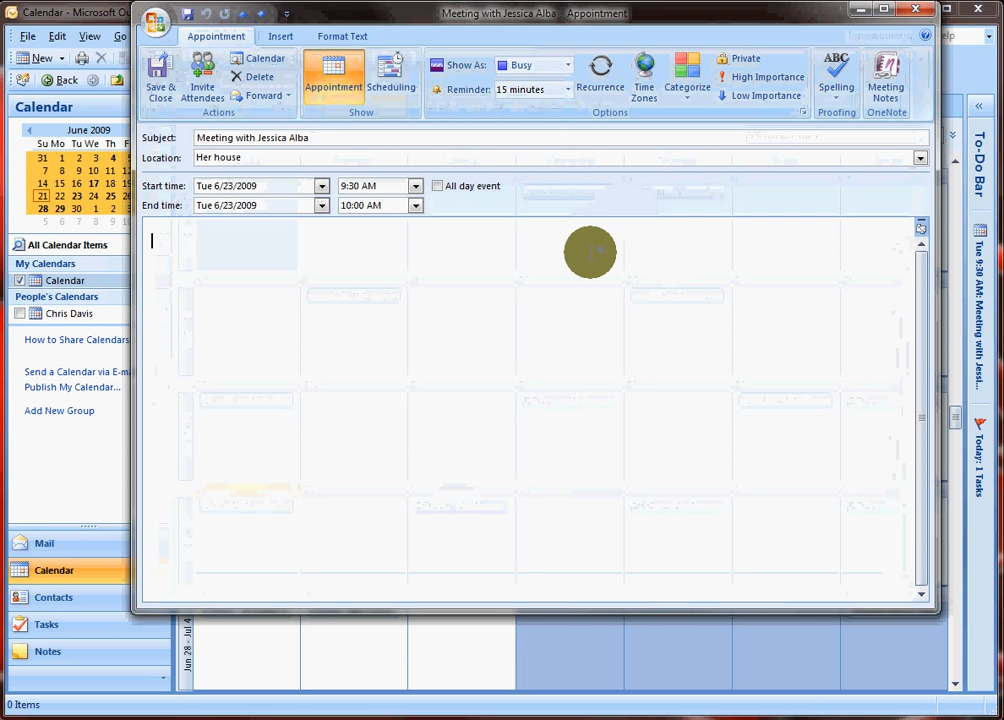 Calendar - Microsoft Ou
Meeting with Jessica Alba - Appointment
File Edit View Go
Appointment Insert Format Text
elp
New
Back
Save & Close
Invite Attendees
Calendar
Delete
Forward
Appointment
Scheduling
Show As: Busy
Reminder: 15 minutes
Recurrence
Time Zones
Categorize
Private
High Importance
Low Importance
ABC
Spelling
Meeting Notes
Actions Show Options Proofing OneNote
Calendar
June 2009
Su Mo Tu We Th
31 1 2 3 4
7 8 9 10 11
14 15 16 17 18
21 22 23 24 25
28 29 30 1 2
5 6 7 8 9
Subject: Meeting with Jessica Alba
Location: Her house
Start time: Tue 6/23/2009 9:30 AM All day event
End time: Tue 6/23/2009 10:00 AM
All Calendar Items
My Calendars
Calendar
People's Calendars
Chris Davis
How to Share Calendars
Send a Calendar via E-ma
Publish My Calendar...
Add New Group
Mail
Calendar
Contacts
Tasks
Notes
Jun 28 - Jul 4
To-Do Bar
Tue 9:30 AM: Meeting with Jessi...
Today: 1 Tasks
0 Items